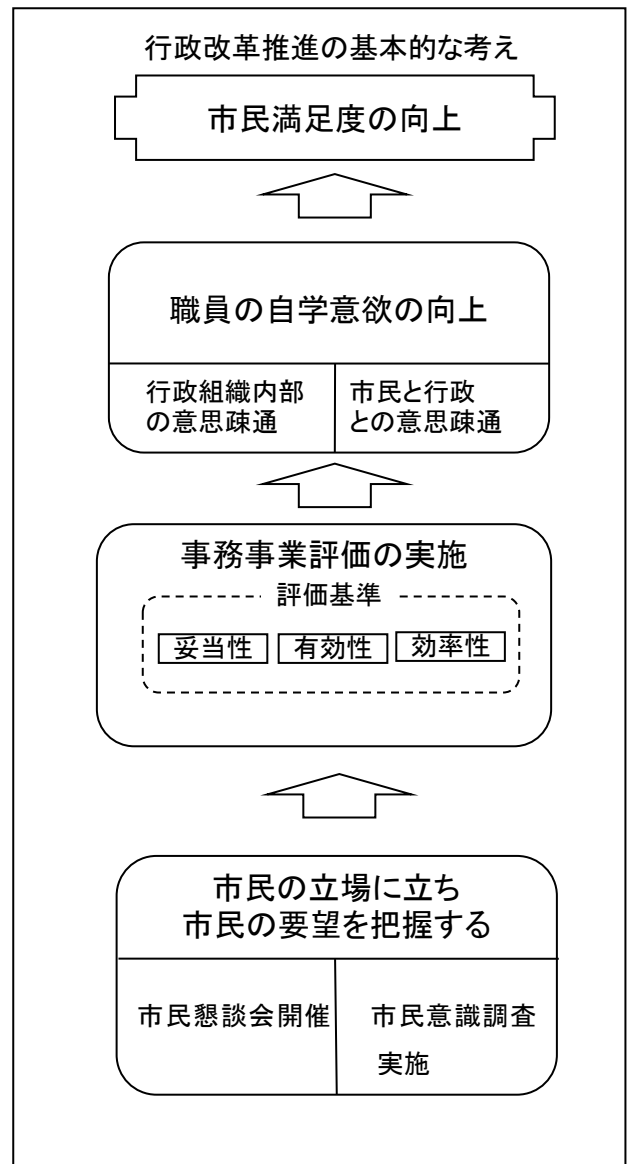 行政改革推進の基本的な考え
市民満足度の向上
職員の自学意欲の向上
行政組織内部
の意思疎通
市民と行政
との意思疎通
事務事業評価の実施
評価基準
妥当性
有効性
効率性
市民の立場に立ち
市民の要望を把握する
市民懇談会開催
市民意識調査
実施